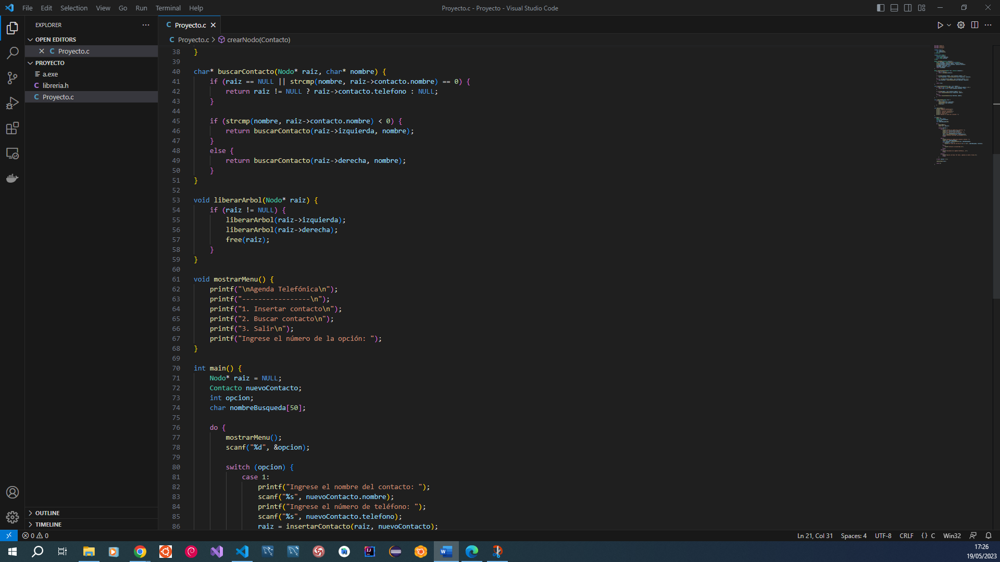 File Edit Selection View Go Run Terminal Help
Proyecto.c - Proyecto - Visual Studio Code
EXPLORER
OPEN EDITORS
C Proyecto.c
PROYECTO
a.exe
C libreria.h
C Proyecto.c
OUTLINE
TIMELINE
C Proyecto.c
C Proyecto.c > crearNodo(Contacto)
38 }
39
40 char* buscarContacto(Nodo* raiz, char* nombre) {
41 if (raiz == NULL || strcmp(nombre, raiz->contacto.nombre) == 0) {
42 return raiz != NULL ? raiz->contacto.telefono : NULL;
43 }
44
45 if (strcmp(nombre, raiz->contacto.nombre) < 0) {
46 return buscarContacto(raiz->izquierda, nombre);
47 }
48 else {
49 return buscarContacto(raiz->derecha, nombre);
50 }
51 }
52
53 void liberarArbol(Nodo* raiz) {
54 if (raiz != NULL) {
55 liberarArbol(raiz->izquierda);
56 liberarArbol(raiz->derecha);
57 free(raiz);
58 }
59 }
60
61 void mostrarMenu() {
62 printf("\nAgenda Telefónica\n");
63 printf("-----------------\n");
64 printf("1. Insertar contacto\n");
65 printf("2. Buscar contacto\n");
66 printf("3. Salir\n");
67 printf("Ingrese el número de la opción: ");
68 }
69
70 int main() {
71 Nodo* raiz = NULL;
72 Contacto nuevoContacto;
73 int opcion;
74 char nombreBusqueda[50];
75
76 do {
77 mostrarMenu();
78 scanf("%d", &opcion);
79
80 switch (opcion) {
81 case 1:
82 printf("Ingrese el nombre del contacto: ");
83 scanf("%s", nuevoContacto.nombre);
84 printf("Ingrese el número de teléfono: ");
85 scanf("%s", nuevoContacto.telefono);
86 raiz = insertarContacto(raiz, nuevoContacto);
0 0
Ln 21, Col 31 Spaces: 4 UTF-8 CRLF {} C Win32
17:26
19/05/2023